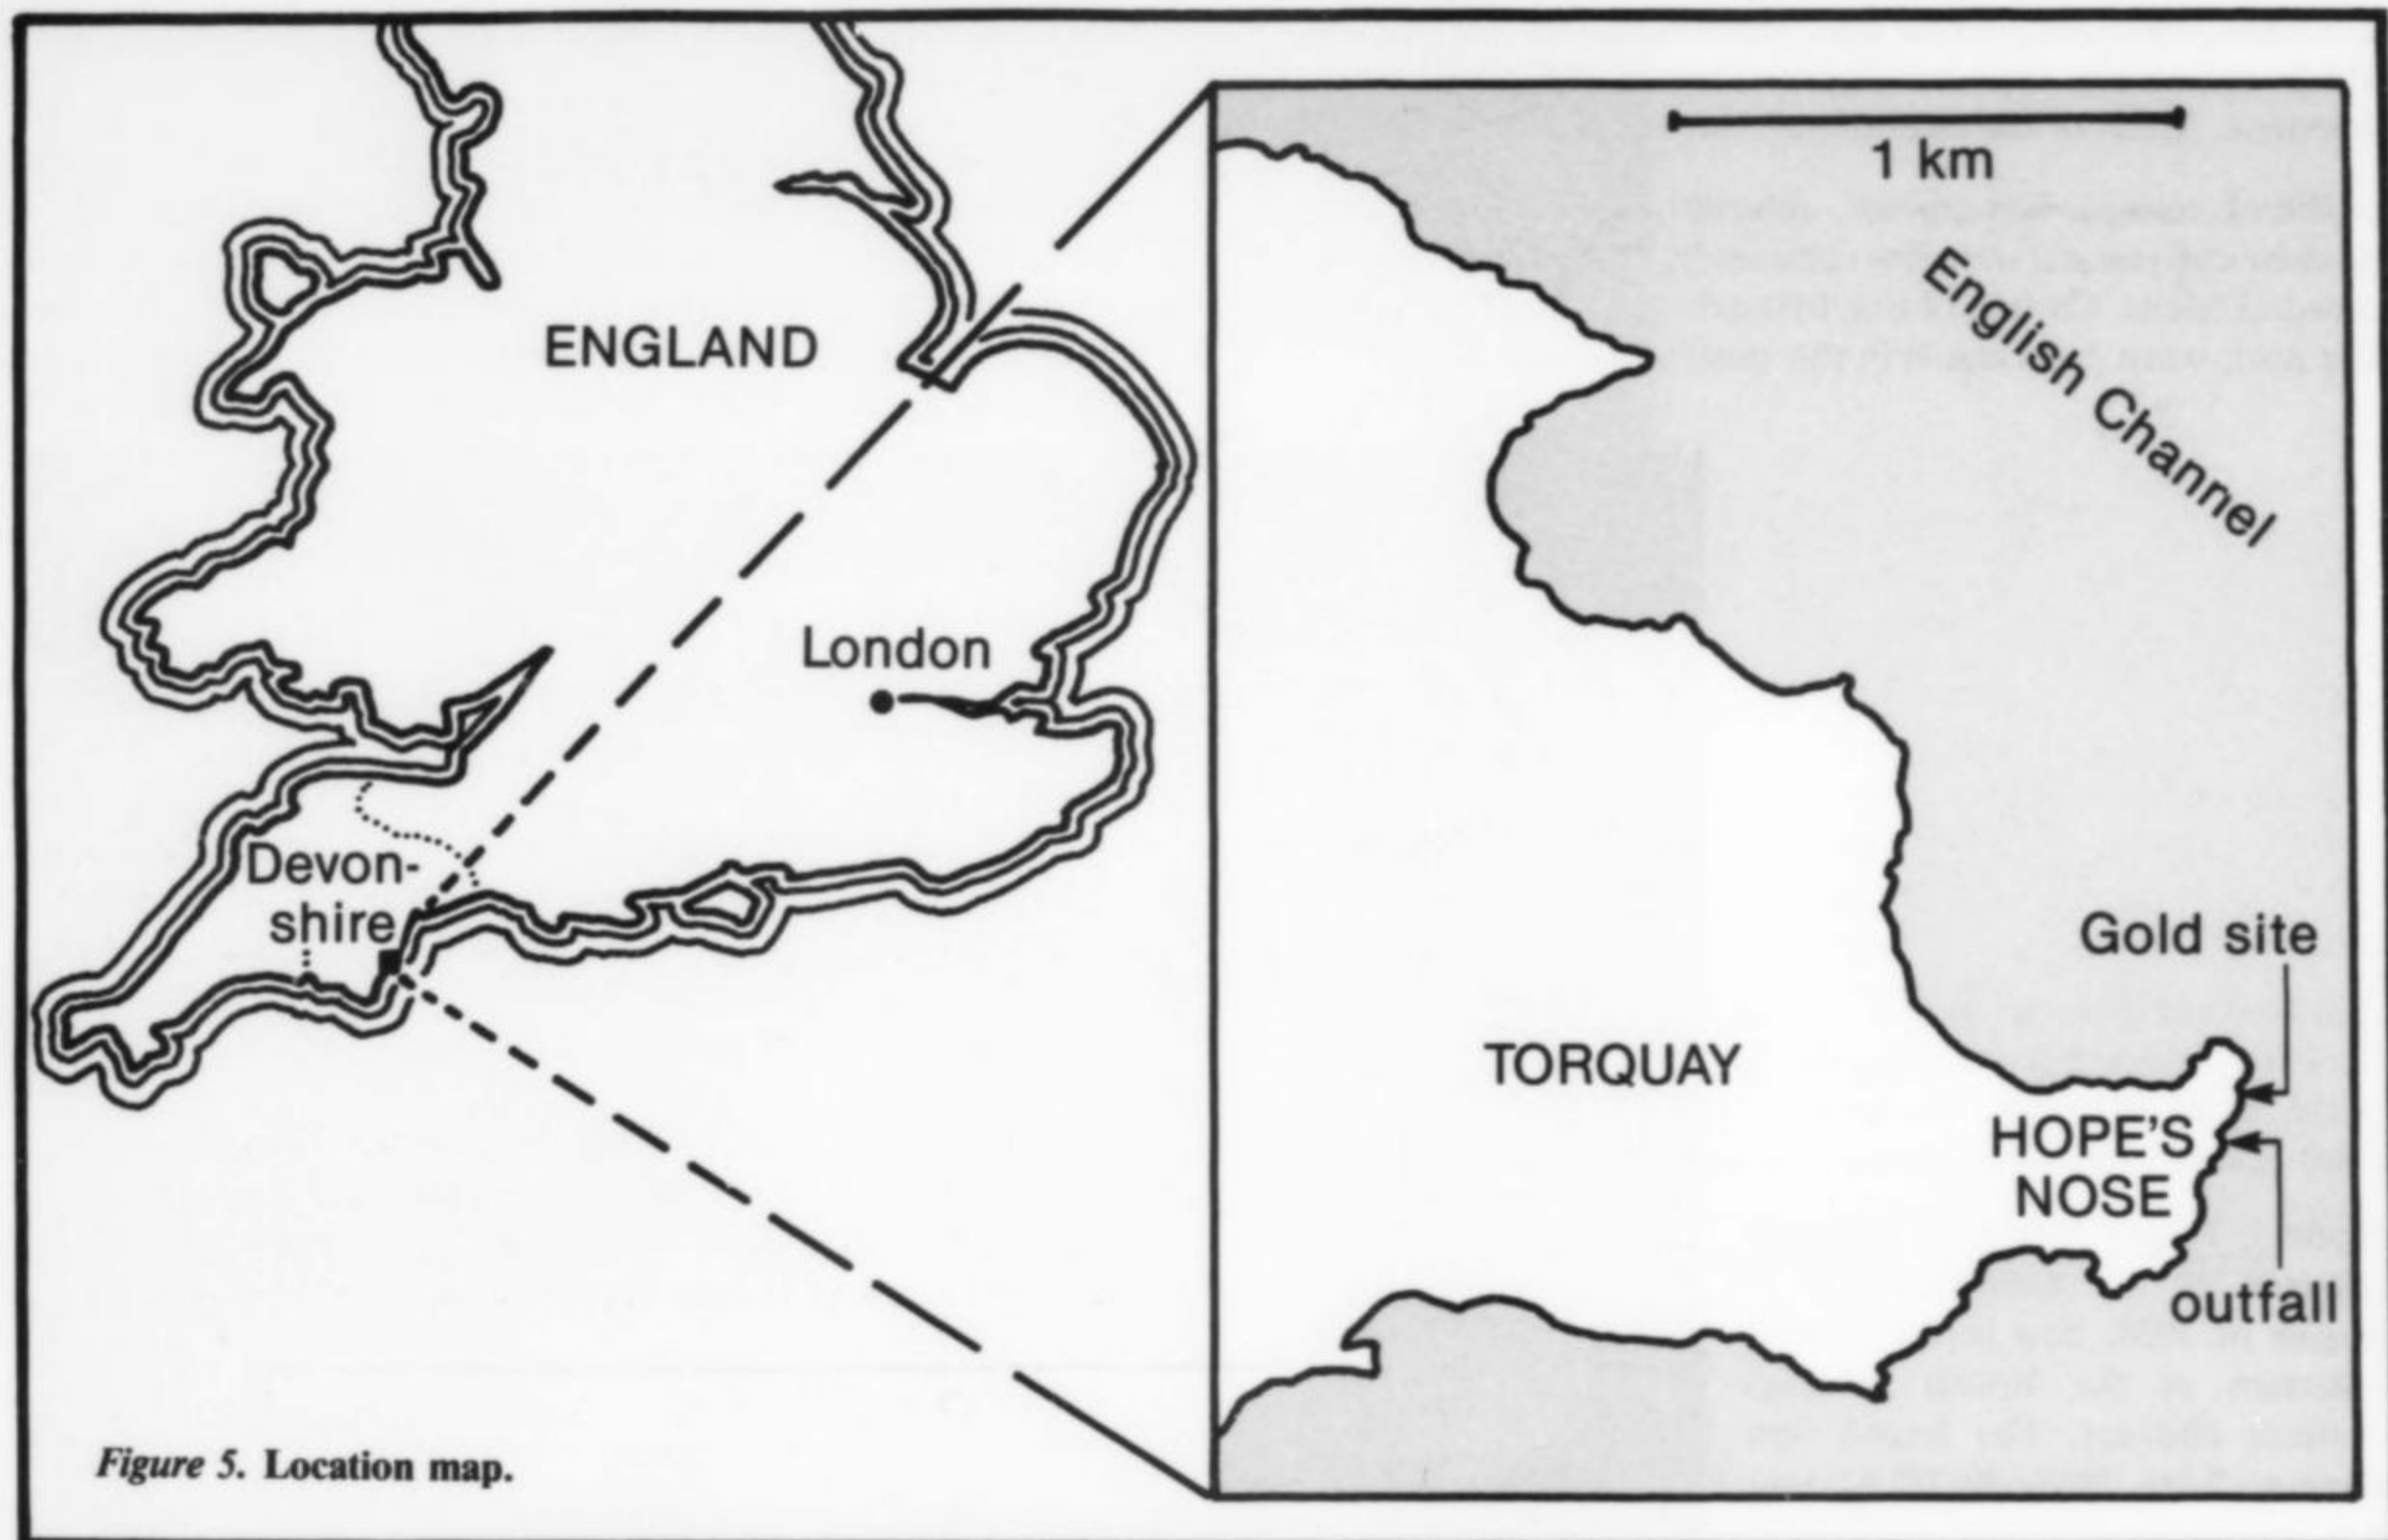 ENGLAND
London
Devon-
shire
1 km
English Channel
Gold site
TORQUAY
HOPE'S
NOSE
outfall
Figure 5. Location map.